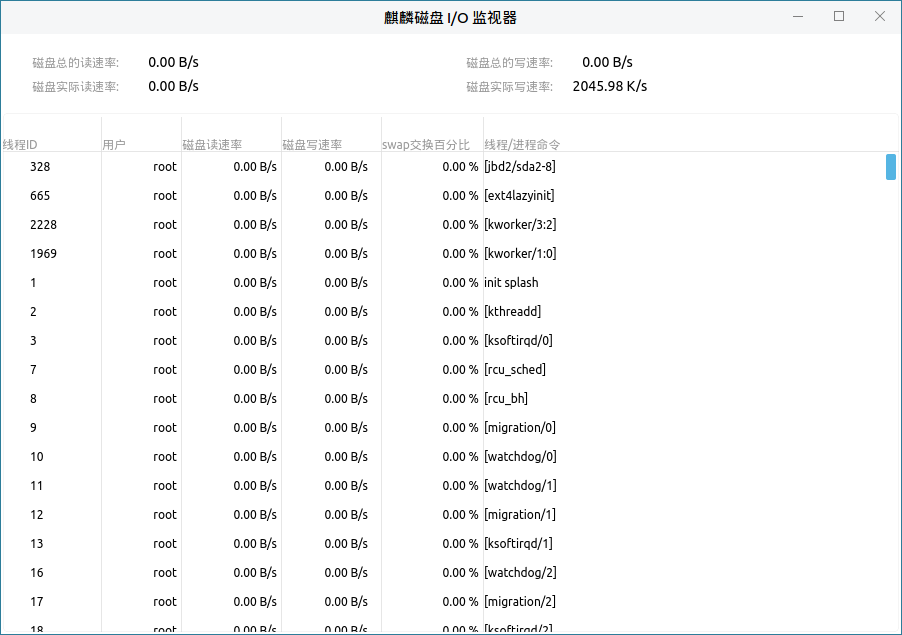 麒麟磁盘 I/O 监视器
磁盘总的读速率: 0.00 B/s 磁盘总的写速率: 0.00 B/s
磁盘实际读速率: 0.00 B/s 磁盘实际写速率: 2045.98 K/s
线程ID 用户 磁盘读速率 磁盘写速率 swap交换百分比 线程/进程命令
328 root 0.00 B/s 0.00 B/s 0.00 % [jbd2/sda2-8]
665 root 0.00 B/s 0.00 B/s 0.00 % [ext4lazyinit]
2228 root 0.00 B/s 0.00 B/s 0.00 % [kworker/3:2]
1969 root 0.00 B/s 0.00 B/s 0.00 % [kworker/1:0]
1 root 0.00 B/s 0.00 B/s 0.00 % init splash
2 root 0.00 B/s 0.00 B/s 0.00 % [kthreadd]
3 root 0.00 B/s 0.00 B/s 0.00 % [ksoftirqd/0]
7 root 0.00 B/s 0.00 B/s 0.00 % [rcu_sched]
8 root 0.00 B/s 0.00 B/s 0.00 % [rcu_bh]
9 root 0.00 B/s 0.00 B/s 0.00 % [migration/0]
10 root 0.00 B/s 0.00 B/s 0.00 % [watchdog/0]
11 root 0.00 B/s 0.00 B/s 0.00 % [watchdog/1]
12 root 0.00 B/s 0.00 B/s 0.00 % [migration/1]
13 root 0.00 B/s 0.00 B/s 0.00 % [ksoftirqd/1]
16 root 0.00 B/s 0.00 B/s 0.00 % [watchdog/2]
17 root 0.00 B/s 0.00 B/s 0.00 % [migration/2]
18 root 0.00 B/s 0.00 B/s 0.00 % [ksoftirqd/2]